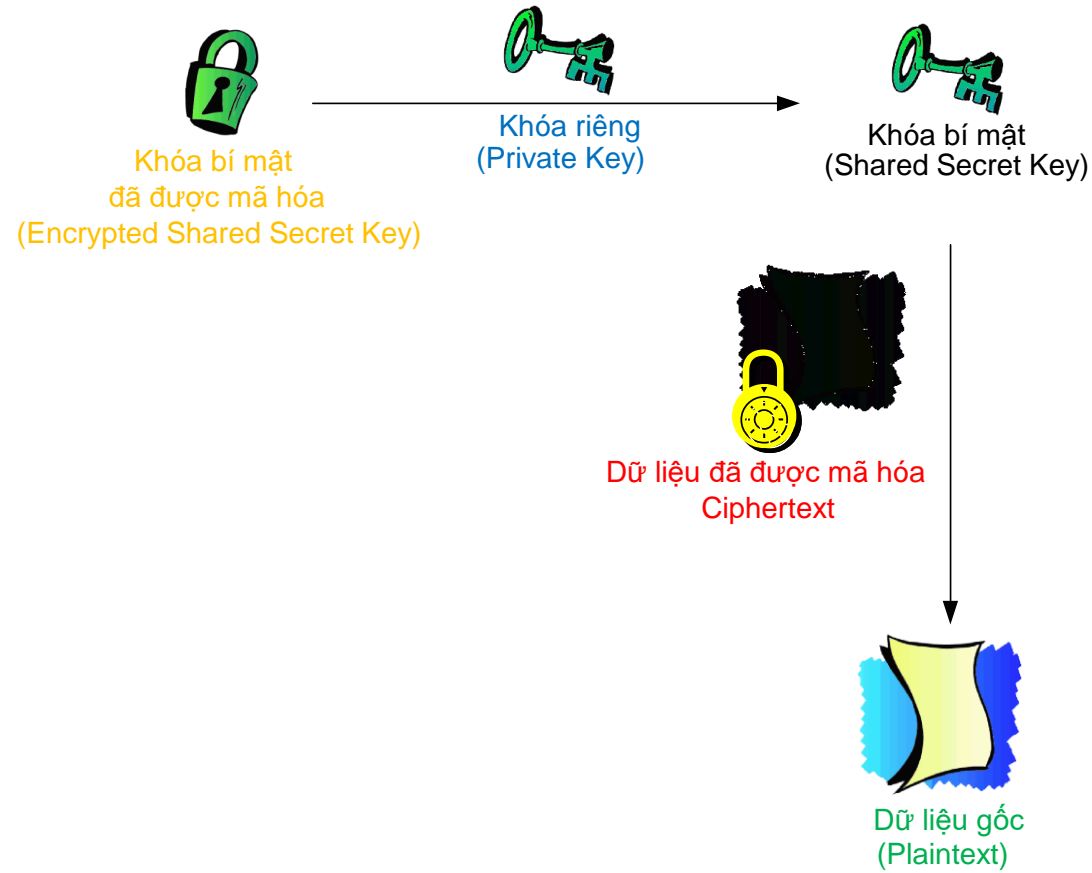 Khóa bí mật
đã được mã hóa
(Encrypted Shared Secret Key)
Khóa riêng
(Private Key)
Khóa bí mật
(Shared Secret Key)
Dữ liệu đã được mã hóa
Ciphertext
Dữ liệu gốc
(Plaintext)